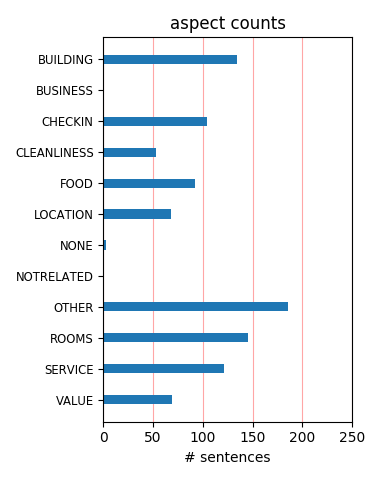 aspect counts
BUILDING
BUSINESS
CHECKIN
CLEANLINESS
FOOD
LOCATION
NONE
NOTRELATED
OTHER
ROOMS
SERVICE
VALUE
0 50 100 150 200 250
# sentences